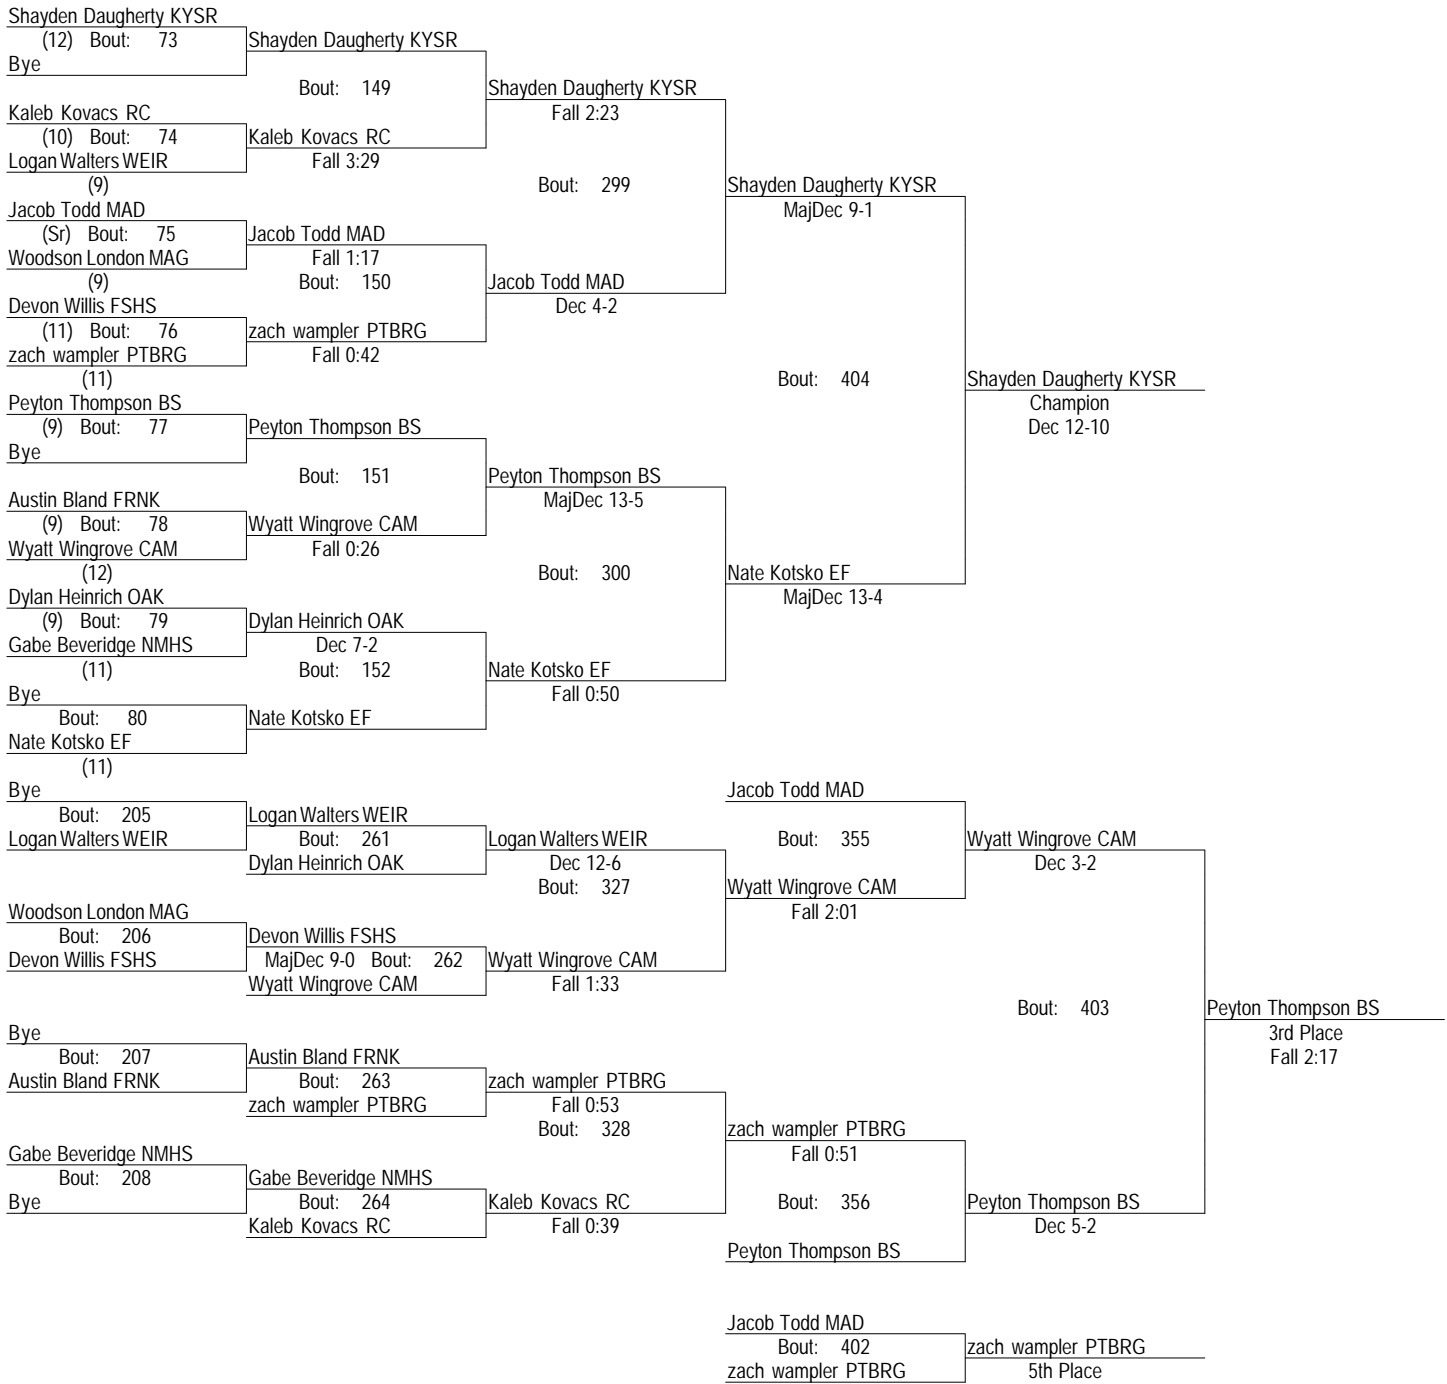 Shayden Daugherty KYSR
(12) Bout: 73
Bye
Shayden Daugherty KYSR
Bout: 149
Kaleb Kovacs RC
(10) Bout: 74
Logan Walters WEIR
(9)
Kaleb Kovacs RC
Fall 3:29
Shayden Daugherty KYSR
Fall 2:23
Bout: 299
Jacob Todd MAD
(Sr) Bout: 75
Woodson London MAG
(9)
Jacob Todd MAD
Fall 1:17
Bout: 150
Devon Willis FSHS
(11) Bout: 76
zach wampler PTBRG
(11)
zach wampler PTBRG
Fall 0:42
Jacob Todd MAD
Dec 4-2
Shayden Daugherty KYSR
MajDec 9-1
Bout: 404
Shayden Daugherty KYSR
Champion
Dec 12-10
Peyton Thompson BS
(9) Bout: 77
Bye
Peyton Thompson BS
Bout: 151
Austin Bland FRNK
(9) Bout: 78
Wyatt Wingrove CAM
(12)
Wyatt Wingrove CAM
Fall 0:26
Peyton Thompson BS
MajDec 13-5
Bout: 300
Dylan Heinrich OAK
(9) Bout: 79
Gabe Beveridge NMHS
(11)
Dylan Heinrich OAK
Dec 7-2
Bout: 152
Bye
Bout: 80
Nate Kotsko EF
(11)
Nate Kotsko EF
Nate Kotsko EF
Fall 0:50
Nate Kotsko EF
MajDec 13-4
Bye
Bout: 205
Logan Walters WEIR
Logan Walters WEIR
Bout: 261
Dylan Heinrich OAK
Logan Walters WEIR
Dec 12-6
Bout: 327
Woodson London MAG
Bout: 206
Devon Willis FSHS
Devon Willis FSHS
MajDec 9-0 Bout: 262
Wyatt Wingrove CAM
Wyatt Wingrove CAM
Fall 1:33
Jacob Todd MAD
Bout: 355
Wyatt Wingrove CAM
Fall 2:01
Wyatt Wingrove CAM
Dec 3-2
Bout: 403
Peyton Thompson BS
3rd Place
Fall 2:17
Bye
Bout: 207
Austin Bland FRNK
Austin Bland FRNK
Bout: 263
zach wampler PTBRG
zach wampler PTBRG
Fall 0:53
Bout: 328
Gabe Beveridge NMHS
Bout: 208
Bye
Gabe Beveridge NMHS
Bout: 264
Kaleb Kovacs RC
Kaleb Kovacs RC
Fall 0:39
zach wampler PTBRG
Fall 0:51
Bout: 356
Peyton Thompson BS
Peyton Thompson BS
Dec 5-2
Jacob Todd MAD
Bout: 402
zach wampler PTBRG
zach wampler PTBRG
5th Place